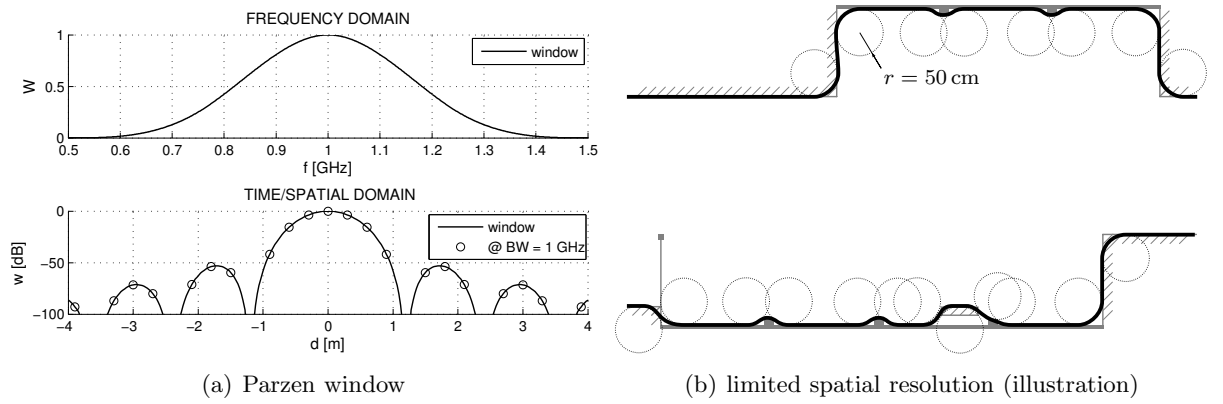 FREQUENCY DOMAIN
window
W
1
0.5
0
0.5 0.6 0.7 0.8 0.9 1 1.1 1.2 1.3 1.4 1.5
f [GHz]
TIME/SPATIAL DOMAIN
window
@ BW = 1 GHz
w [dB]
0
−50
−100
−4 −3 −2 −1 0 1 2 3 4
d [m]
(a) Parzen window
r = 50 cm
(b) limited spatial resolution (illustration)